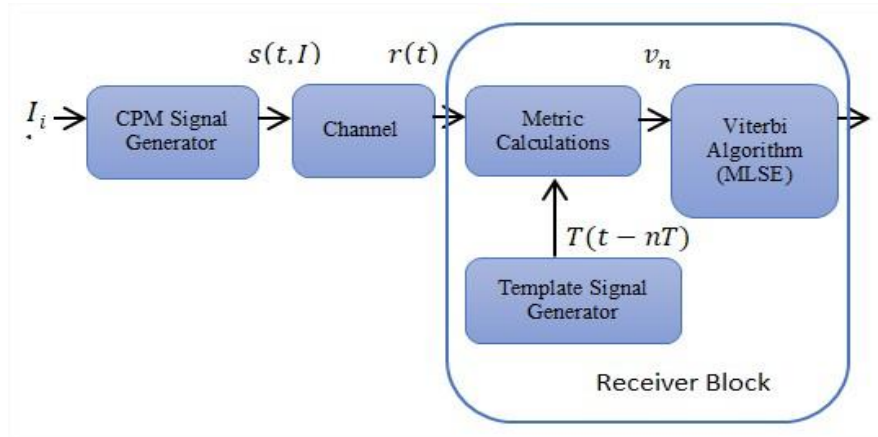 s(t,I)
r(t)
v_n
I_i
CPM Signal
Generator
Channel
Metric
Calculations
Viterbi
Algorithm
(MLSE)
T(t − nT)
Template Signal
Generator
Receiver Block